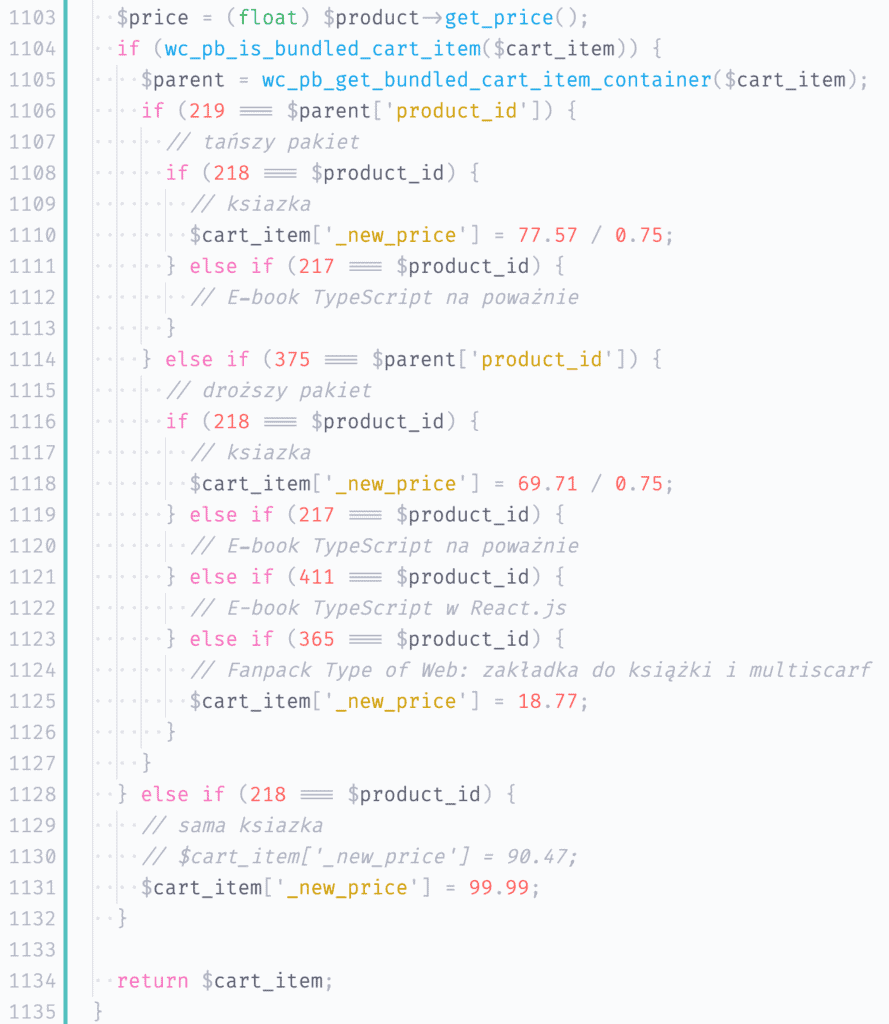 1103 $price = (float) $product->get_price();
1104 if (wc_pb_is_bundled_cart_item($cart_item)) {
1105 $parent = wc_pb_get_bundled_cart_item_container($cart_item);
1106 if (219 === $parent['product_id']) {
1107 // tańszy pakiet
1108 if (218 === $product_id) {
1109 // ksiazka
1110 $cart_item['_new_price'] = 77.57 / 0.75;
1111 } else if (217 === $product_id) {
1112 // E-book TypeScript na poważnie
1113 }
1114 } else if (375 === $parent['product_id']) {
1115 // droższy pakiet
1116 if (218 === $product_id) {
1117 // ksiazka
1118 $cart_item['_new_price'] = 69.71 / 0.75;
1119 } else if (217 === $product_id) {
1120 // E-book TypeScript na poważnie
1121 } else if (411 === $product_id) {
1122 // E-book TypeScript w React.js
1123 } else if (365 === $product_id) {
1124 // Fanpack Type of Web: zakładka do książki i multiscarf
1125 $cart_item['_new_price'] = 18.77;
1126 }
1127 }
1128 } else if (218 === $product_id) {
1129 // sama ksiazka
1130 // $cart_item['_new_price'] = 90.47;
1131 $cart_item['_new_price'] = 99.99;
1132 }
1133
1134 return $cart_item;
1135 }